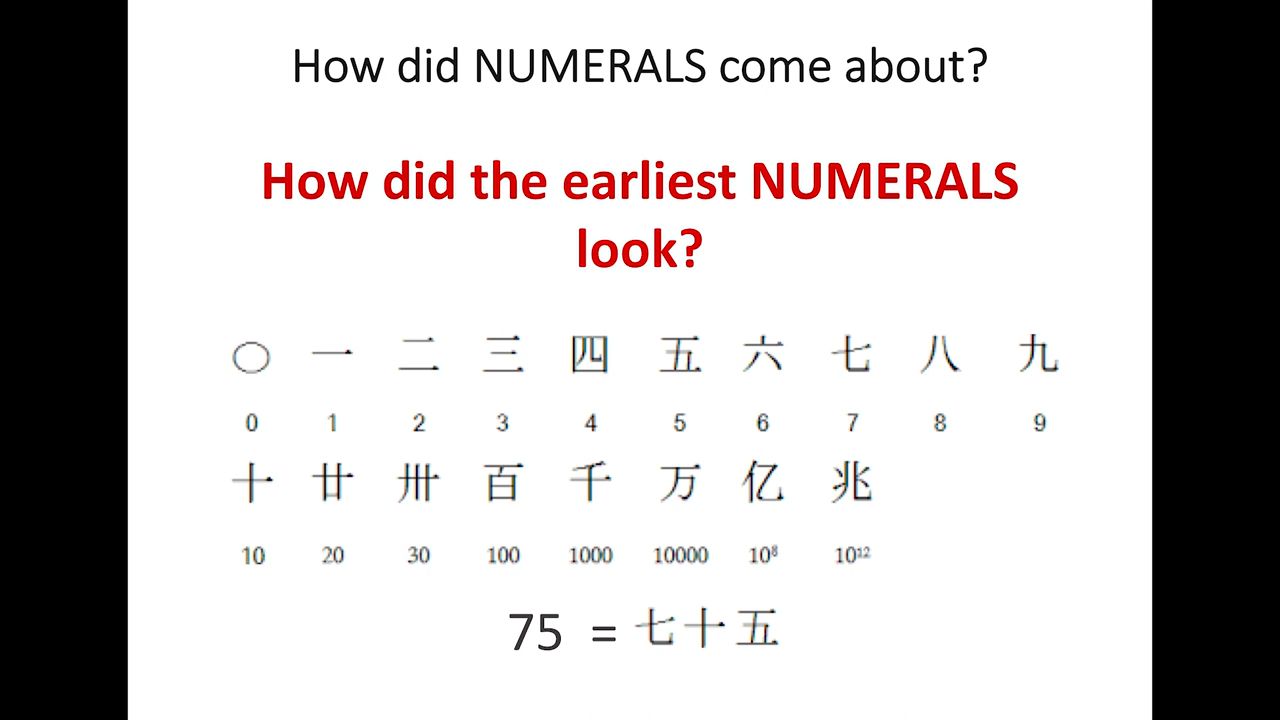 How did NUMERALS come about?
How did the earliest NUMERALS
look?
〇 一 二 三 四 五 六 七 八 九
0 1 2 3 4 5 6 7 8 9
十 廿 卅 百 千 万 亿 兆
10 20 30 100 1000 10000 10⁸ 10¹²
75 = 七十五